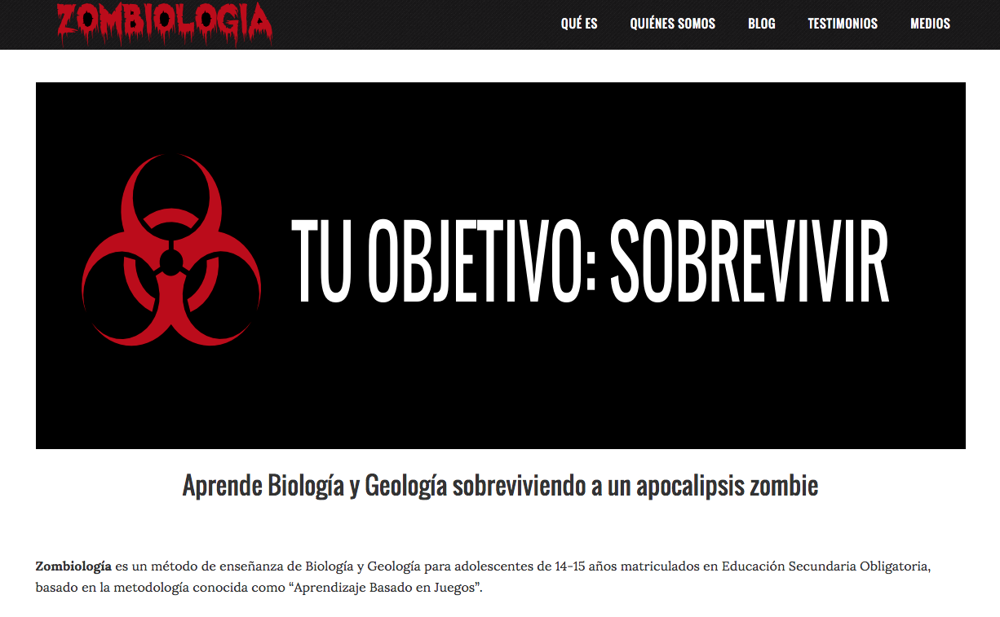 ZOMBIOLOGIA
QUÉ ES QUIÉNES SOMOS BLOG TESTIMONIOS MEDIOS
TU OBJETIVO: SOBREVIVIR
Aprende Biología y Geología sobreviviendo a un apocalipsis zombie
Zombiología es un método de enseñanza de Biología y Geología para adolescentes de 14-15 años matriculados en Educación Secundaria Obligatoria,
basado en la metodología conocida como “Aprendizaje Basado en Juegos”.